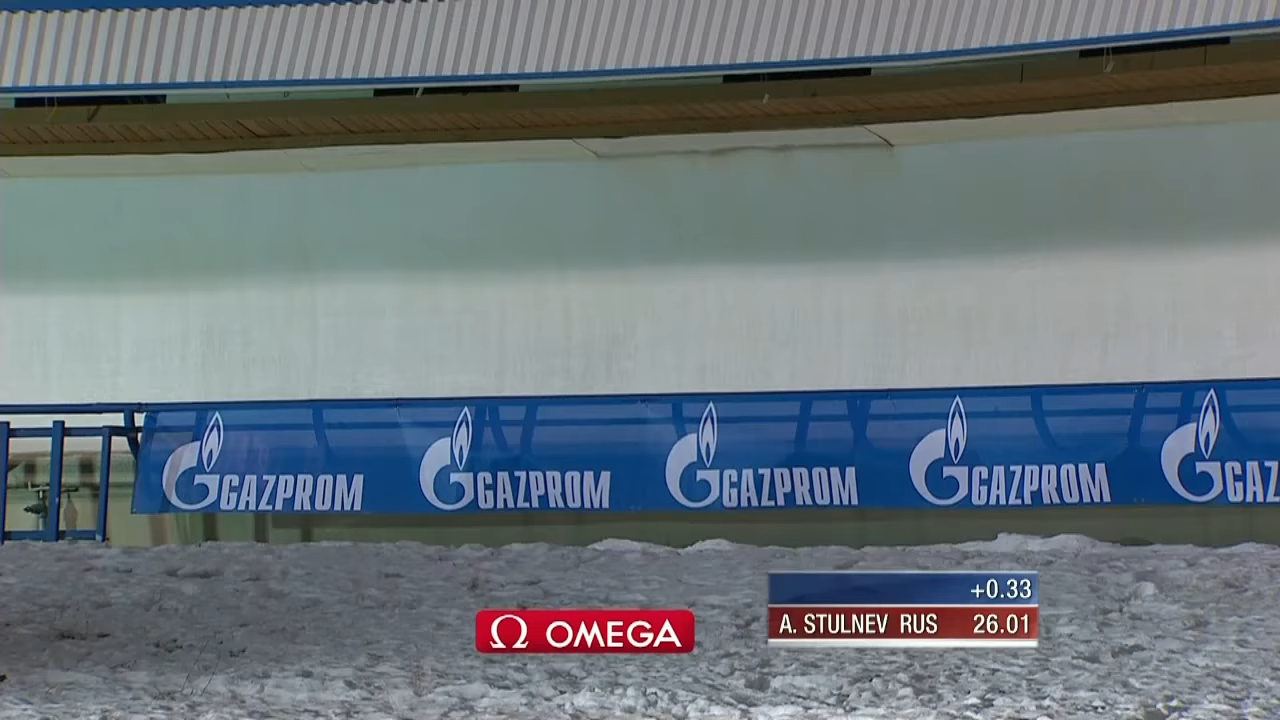 GAZPROM GAZPROM GAZPROM GAZPROM GAZ
+0.33
Ω OMEGA
A. STULNEV RUS 26.01